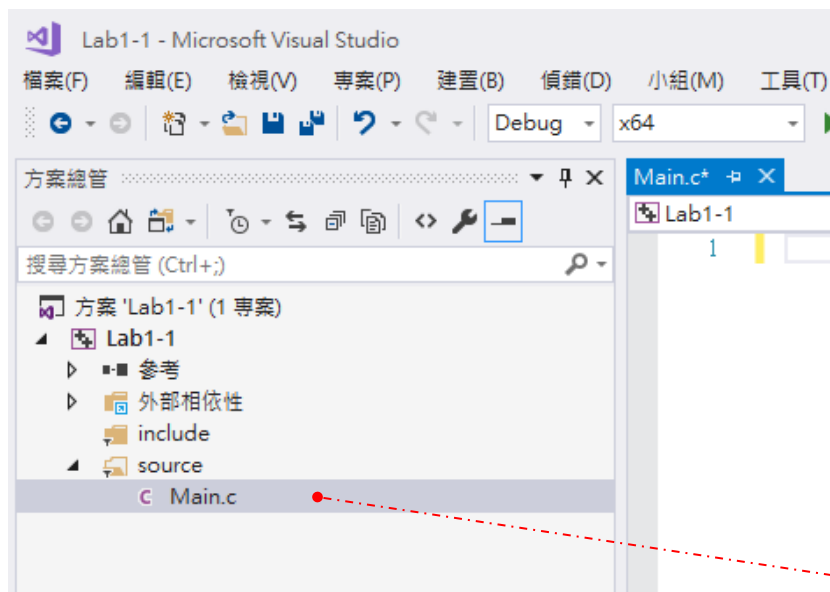 Lab1-1 - Microsoft Visual Studio
檔案(F) 編輯(E) 檢視(V) 專案(P) 建置(B) 偵錯(D) 小組(M) 工具(T)
Debug x64
方案總管
Main.c*
Lab1-1
搜尋方案總管 (Ctrl+;)
1
方案 'Lab1-1' (1 專案)
Lab1-1
參考
外部相依性
include
source
C Main.c